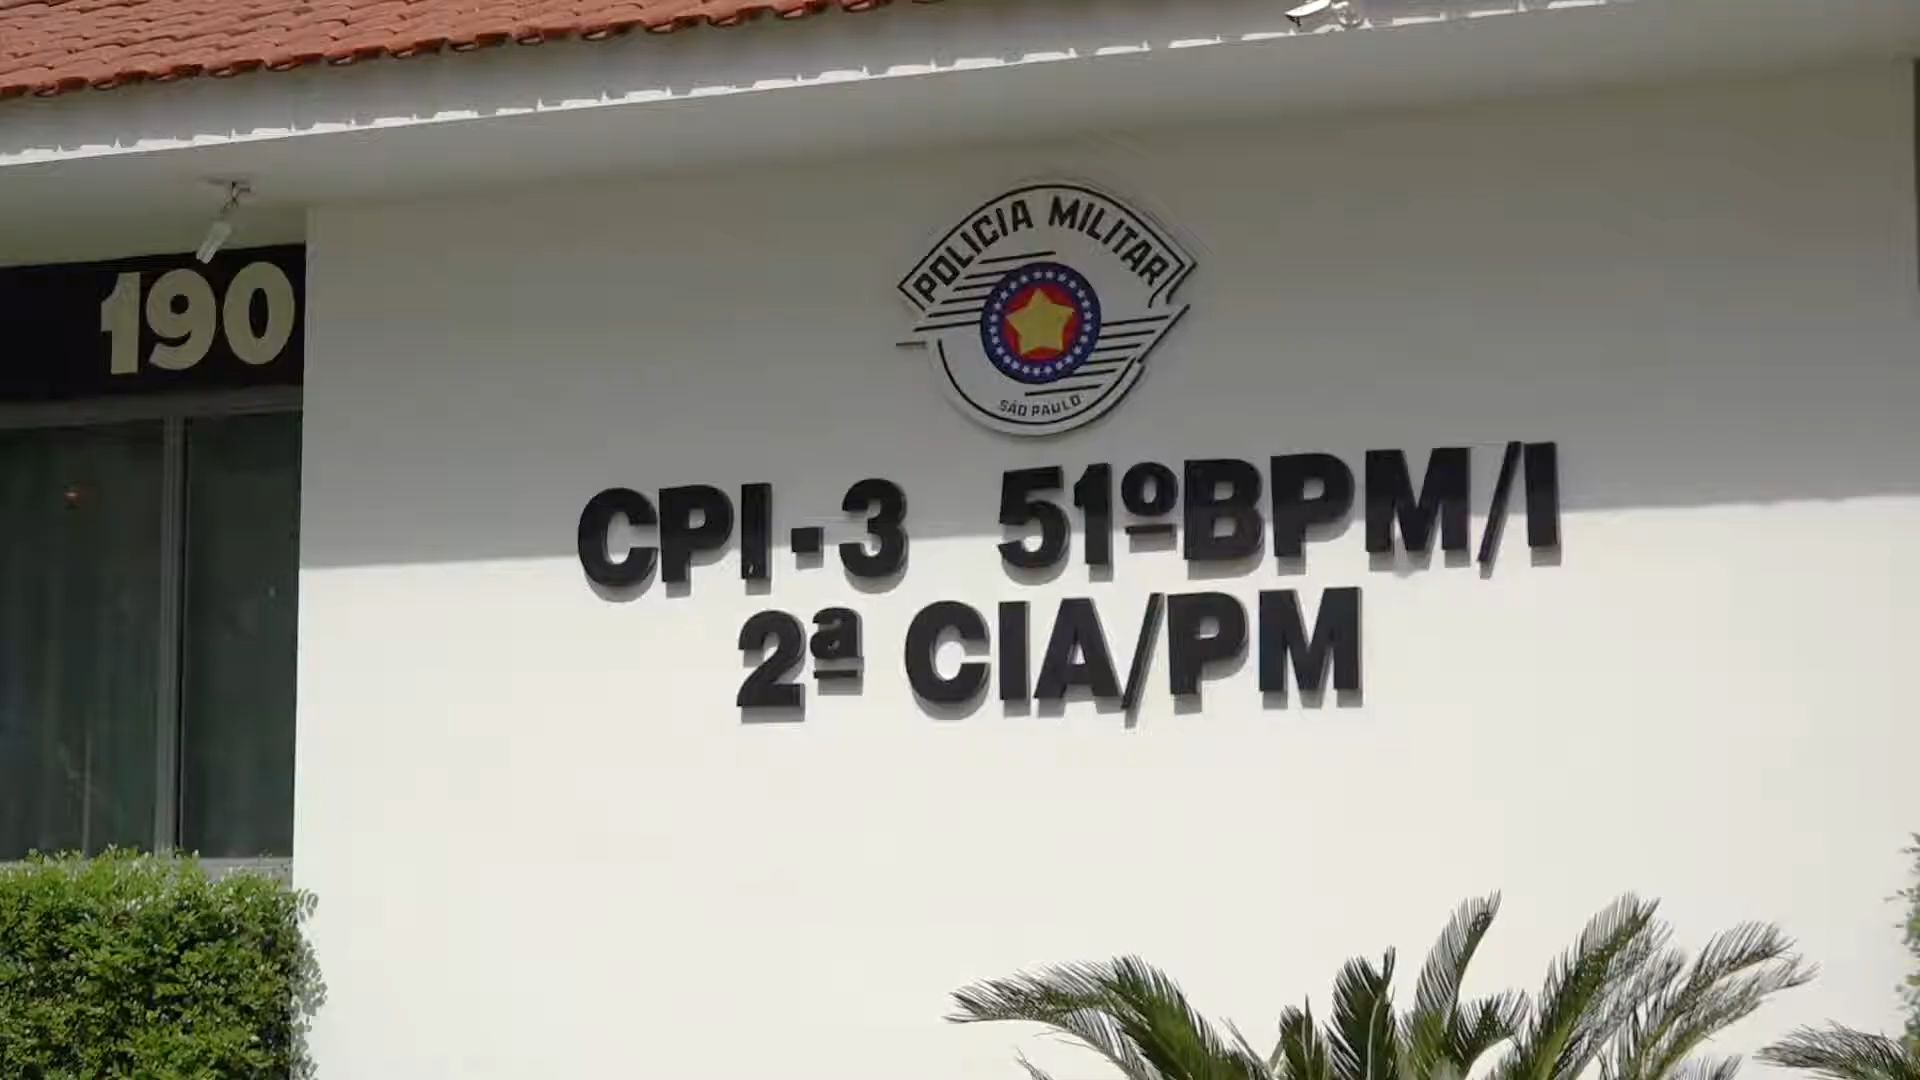 190
POLICIA MILITAR
SÃO PAULO
CPI-3 51ºBPM/I
2ª CIA/PM